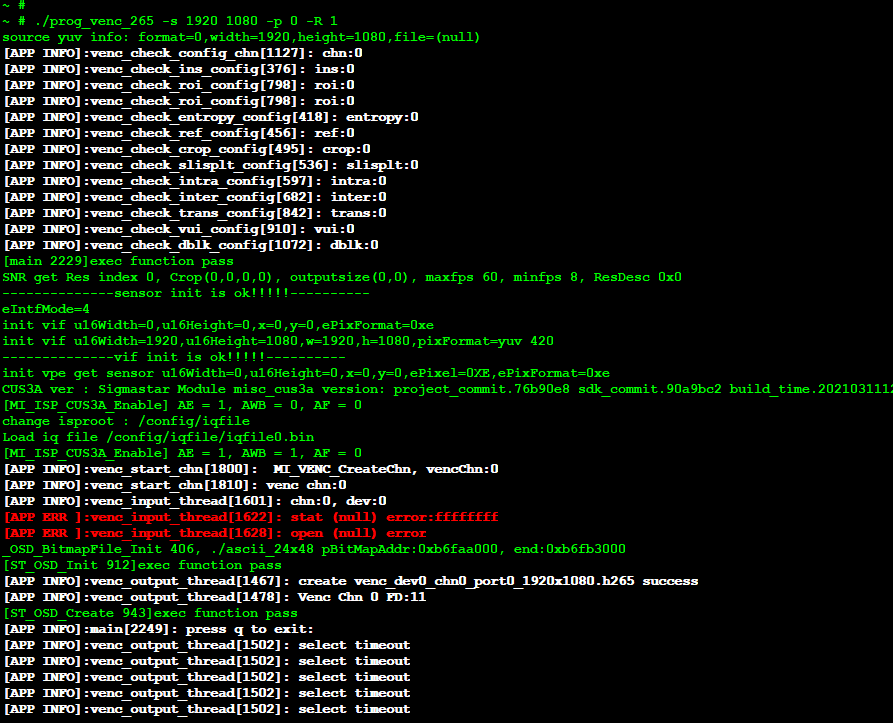 ~ #
~ # ./prog_venc_265 -s 1920 1080 -p 0 -R 1
source yuv info: format=0,width=1920,height=1080,file=(null)
[APP INFO]:venc_check_config_chn[1127]: chn:0
[APP INFO]:venc_check_ins_config[376]: ins:0
[APP INFO]:venc_check_roi_config[798]: roi:0
[APP INFO]:venc_check_roi_config[798]: roi:0
[APP INFO]:venc_check_entropy_config[418]: entropy:0
[APP INFO]:venc_check_ref_config[456]: ref:0
[APP INFO]:venc_check_crop_config[495]: crop:0
[APP INFO]:venc_check_slisplt_config[536]: slisplt:0
[APP INFO]:venc_check_intra_config[597]: intra:0
[APP INFO]:venc_check_inter_config[682]: inter:0
[APP INFO]:venc_check_trans_config[842]: trans:0
[APP INFO]:venc_check_vui_config[910]: vui:0
[APP INFO]:venc_check_dblk_config[1072]: dblk:0
[main 2229]exec function pass
SNR get Res index 0, Crop(0,0,0,0), outputsize(0,0), maxfps 60, minfps 8, ResDesc 0x0
--------------sensor init is ok!!!!!----------
eIntfMode=4
init vif u16Width=0,u16Height=0,x=0,y=0,ePixFormat=0xe
init vif u16Width=1920,u16Height=1080,w=1920,h=1080,pixFormat=yuv 420
--------------vif init is ok!!!!!----------
init vpe get sensor u16Width=0,u16Height=0,x=0,y=0,ePixel=0XE,ePixFormat=0xe
CUS3A ver : Sigmastar Module misc_cus3a version: project_commit.76b90e8 sdk_commit.90a9bc2 build_time.2021031112
[MI_ISP_CUS3A_Enable] AE = 1, AWB = 0, AF = 0
change isproot : /config/iqfile
Load iq file /config/iqfile/iqfile0.bin
[MI_ISP_CUS3A_Enable] AE = 1, AWB = 1, AF = 0
[APP INFO]:venc_start_chn[1800]:  MI_VENC_CreateChn, vencChn:0
[APP INFO]:venc_start_chn[1810]: venc chn:0
[APP INFO]:venc_input_thread[1601]: chn:0, dev:0
[APP ERR ]:venc_input_thread[1622]: stat (null) error:ffffffff
[APP ERR ]:venc_input_thread[1628]: open (null) error
_OSD_BitmapFile_Init 406, ./ascii_24x48 pBitMapAddr:0xb6faa000, end:0xb6fb3000
[ST_OSD_Init 912]exec function pass
[APP INFO]:venc_output_thread[1467]: create venc_dev0_chn0_port0_1920x1080.h265 success
[APP INFO]:venc_output_thread[1478]: Venc Chn 0 FD:11
[ST_OSD_Create 943]exec function pass
[APP INFO]:main[2249]: press q to exit:
[APP INFO]:venc_output_thread[1502]: select timeout
[APP INFO]:venc_output_thread[1502]: select timeout
[APP INFO]:venc_output_thread[1502]: select timeout
[APP INFO]:venc_output_thread[1502]: select timeout
[APP INFO]:venc_output_thread[1502]: select timeout